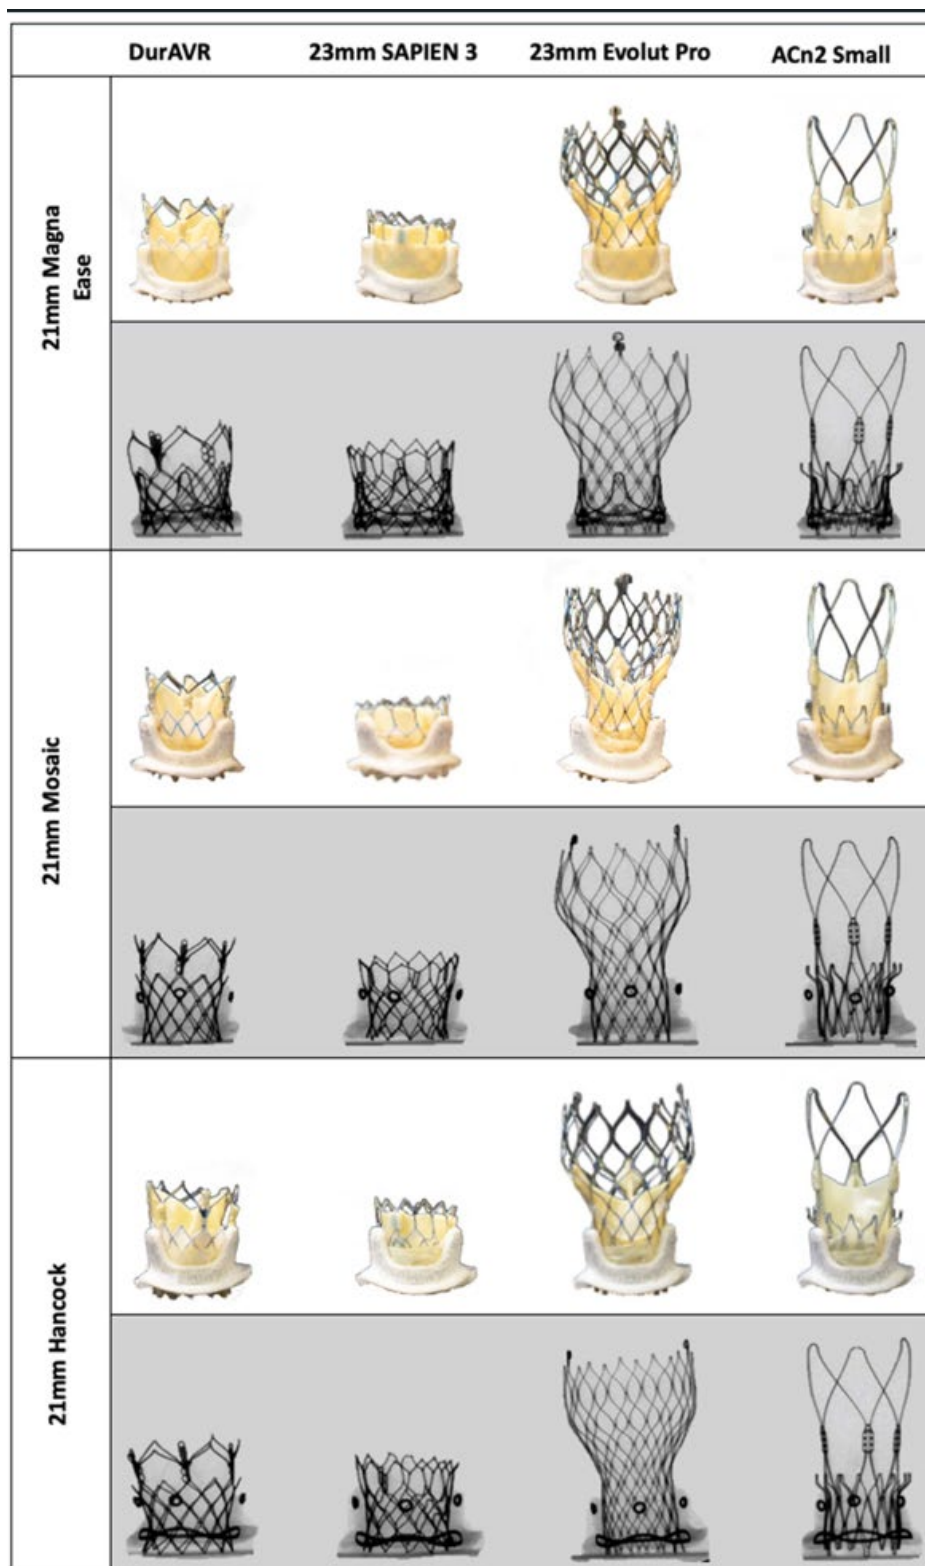 DurAVR
23mm SAPIEN 3
23mm Evolut Pro
ACn2 Small
21mm Magna
Ease
21mm Mosaic
21mm Hancock